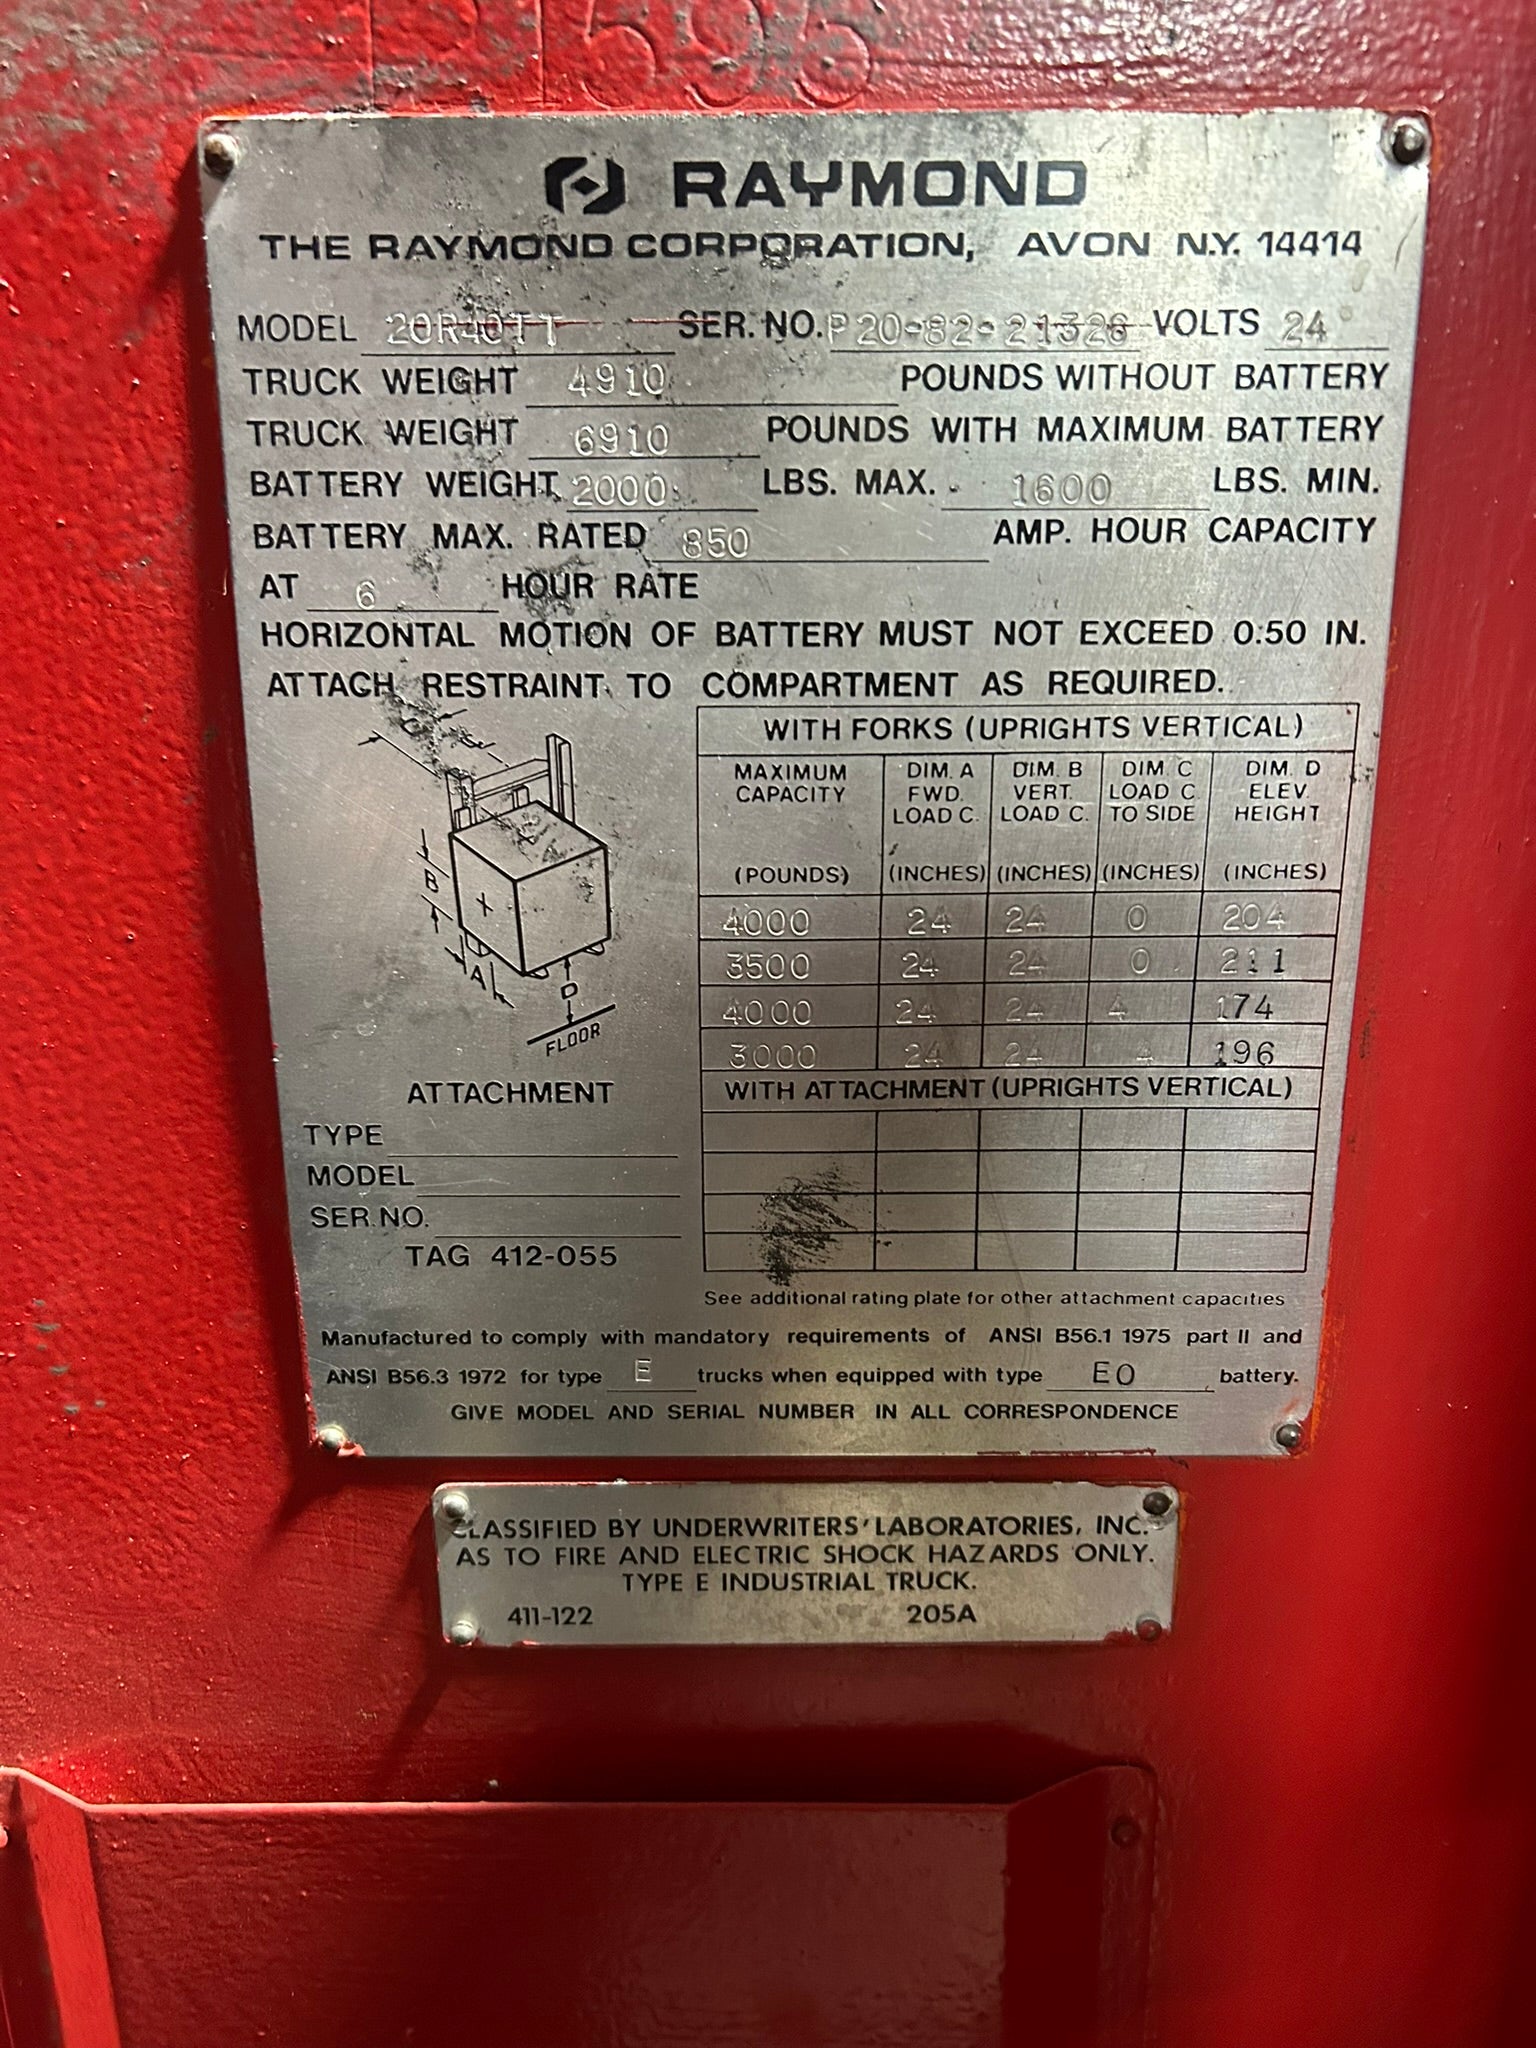 RAYMOND
THE RAYMOND CORPORATION, AVON N.Y. 14414
MODEL 20R40TT SER. NO. P20-82-21326 VOLTS 24
TRUCK WEIGHT 4910 POUNDS WITHOUT BATTERY
TRUCK WEIGHT 6910 POUNDS WITH MAXIMUM BATTERY
BATTERY WEIGHT 2000 LBS. MAX. 1600 LBS. MIN.
BATTERY MAX. RATED 850 AMP. HOUR CAPACITY
AT 6 HOUR RATE
HORIZONTAL MOTION OF BATTERY MUST NOT EXCEED 0.50 IN.
ATTACH RESTRAINT TO COMPARTMENT AS REQUIRED.
B
A
D
FLOOR
WITH FORKS (UPRIGHTS VERTICAL)
MAXIMUM DIM. A DIM. B DIM. C DIM. D
CAPACITY FWD. VERT. LOAD C. ELEV.
LOAD C. LOAD C. TO SIDE HEIGHT
(POUNDS) (INCHES) (INCHES) (INCHES) (INCHES)
4000 24 24 0 204
3500 24 24 0 211
4000 24 24 4 174
3000 24 24 4 196
WITH ATTACHMENT (UPRIGHTS VERTICAL)
ATTACHMENT
TYPE
MODEL
SER. NO.
TAG 412-055
See additional rating plate for other attachment capacities
Manufactured to comply with mandatory requirements of ANSI B56.1 1975 part II and
ANSI B56.3 1972 for type E trucks when equipped with type EO battery.
GIVE MODEL AND SERIAL NUMBER IN ALL CORRESPONDENCE
CLASSIFIED BY UNDERWRITERS' LABORATORIES, INC.
AS TO FIRE AND ELECTRIC SHOCK HAZARDS ONLY.
TYPE E INDUSTRIAL TRUCK.
411-122 205A